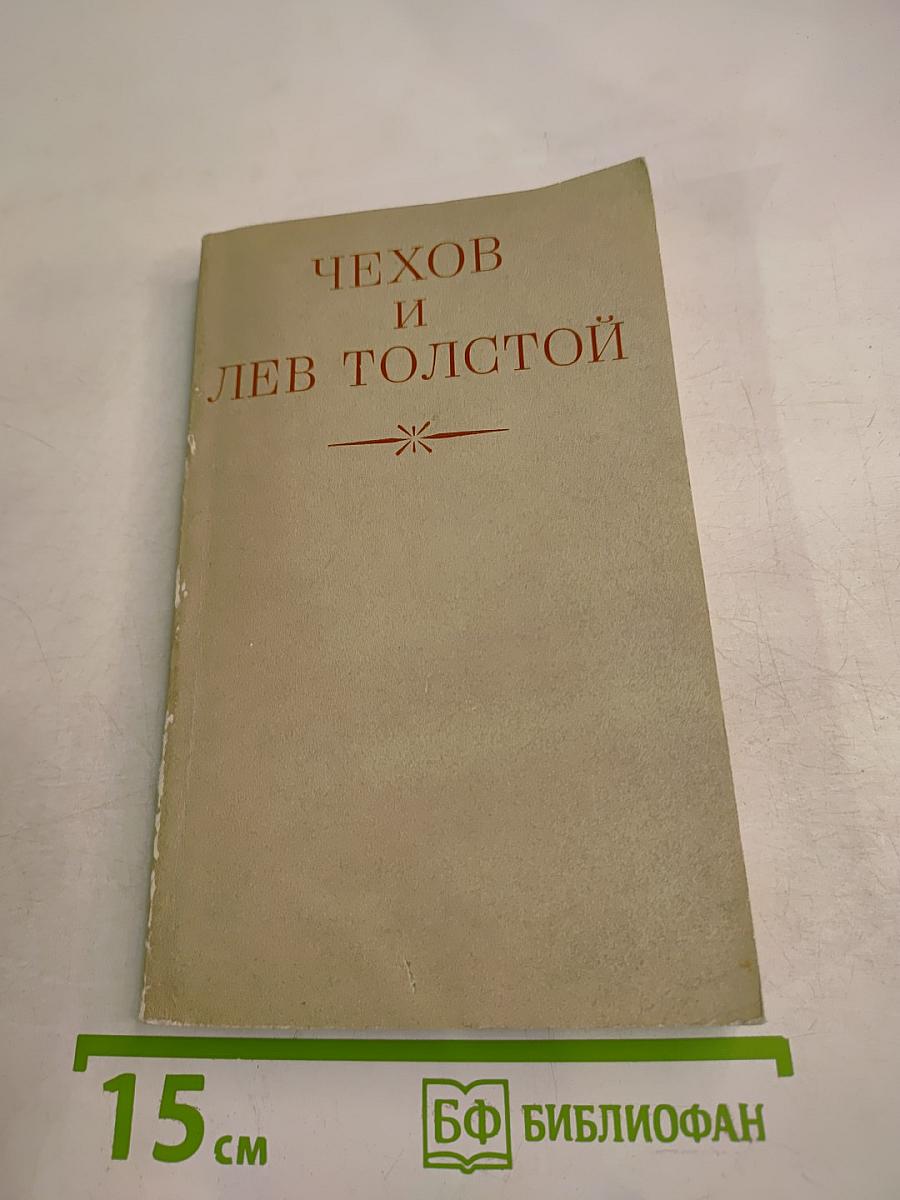 ЧЕХОВ
И
ЛЕВ ТОЛСТОЙ
15 см
БФ БИБЛИОФАН